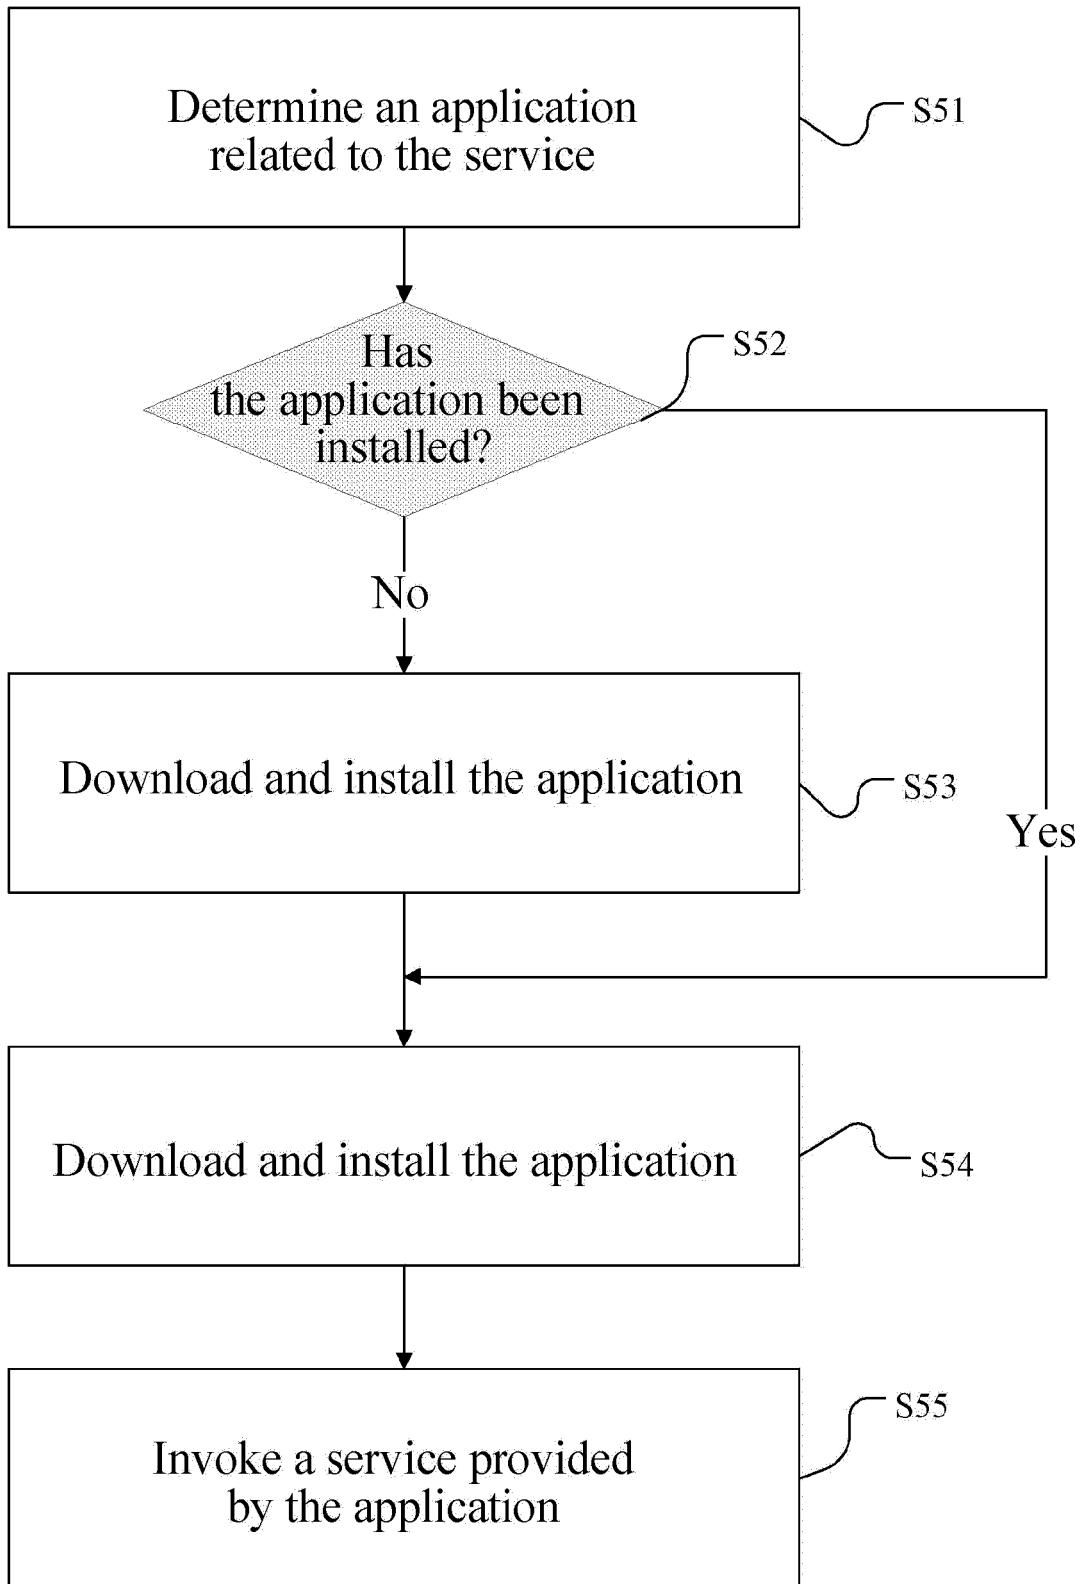 Determine an application
related to the service
S51
Has
the application been
installed?
S52
No
Download and install the application
S53
Yes
Download and install the application
S54
Invoke a service provided
by the application
S55